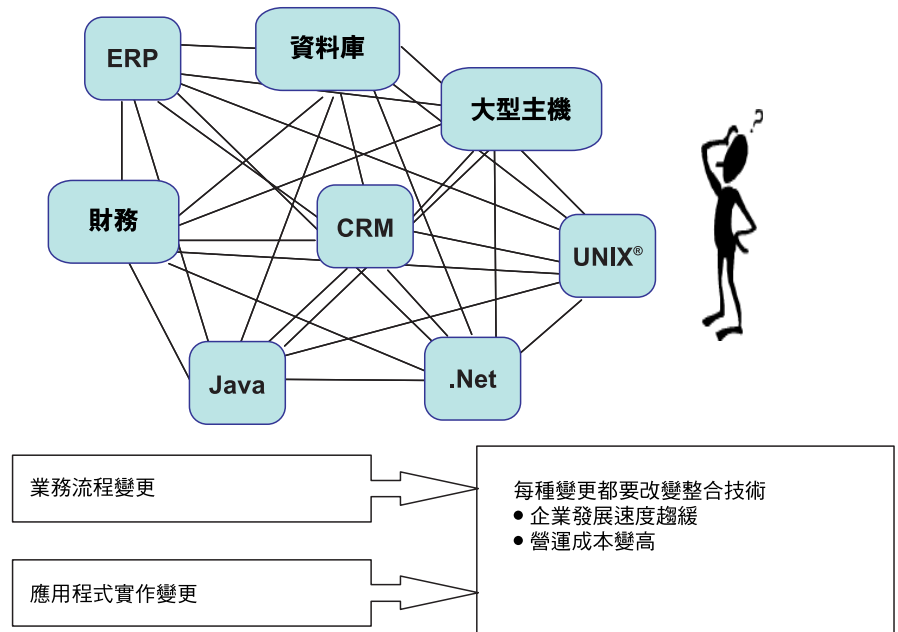 ERP
資料庫
大型主機
財務
CRM
UNIX®
Java
.Net
?
業務流程變更
應用程式實作變更
每種變更都要改變整合技術
● 企業發展速度趨緩
● 營運成本變高